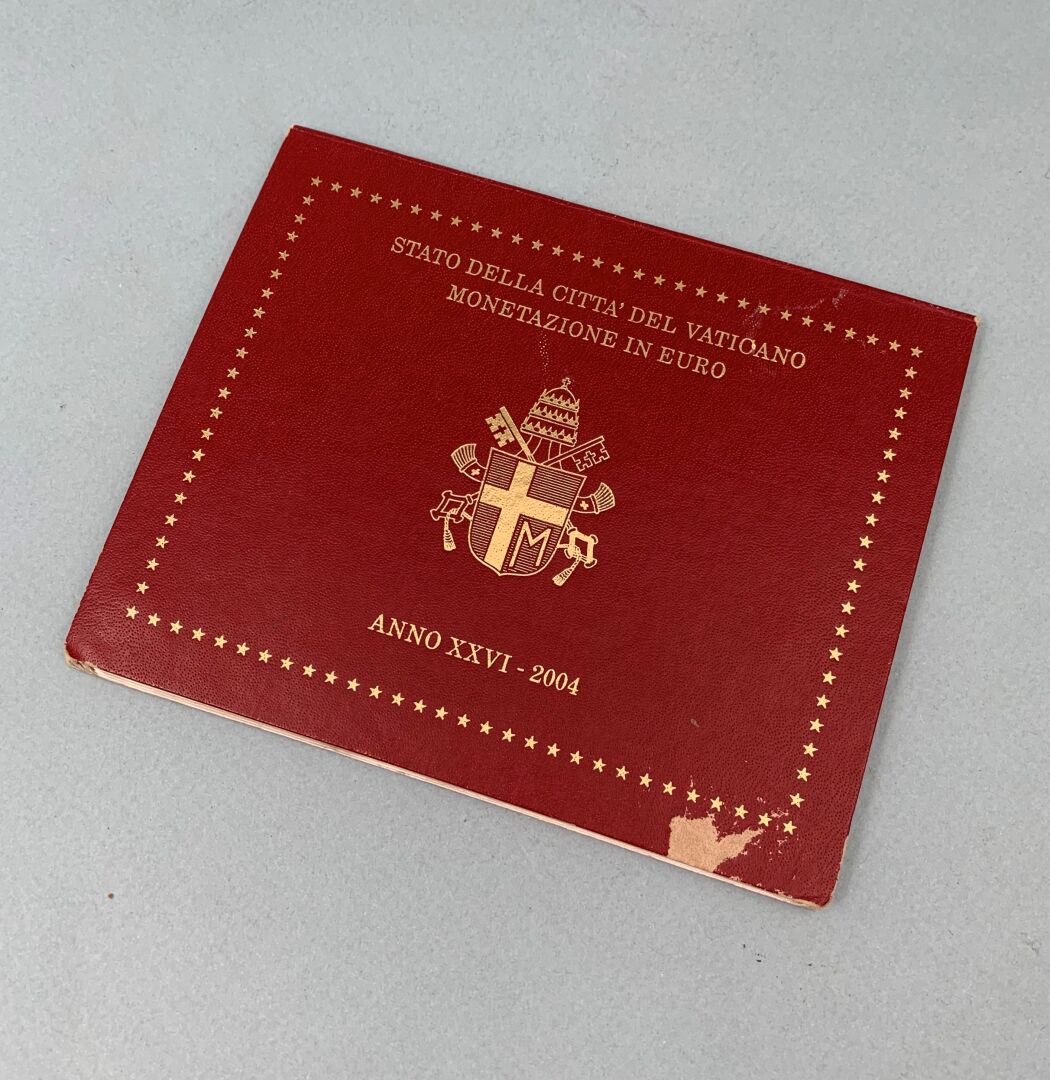 STATO DELLA CITTA' DEL VATICANO
MONETAZIONE IN EURO
M
ANNO XXVI - 2004